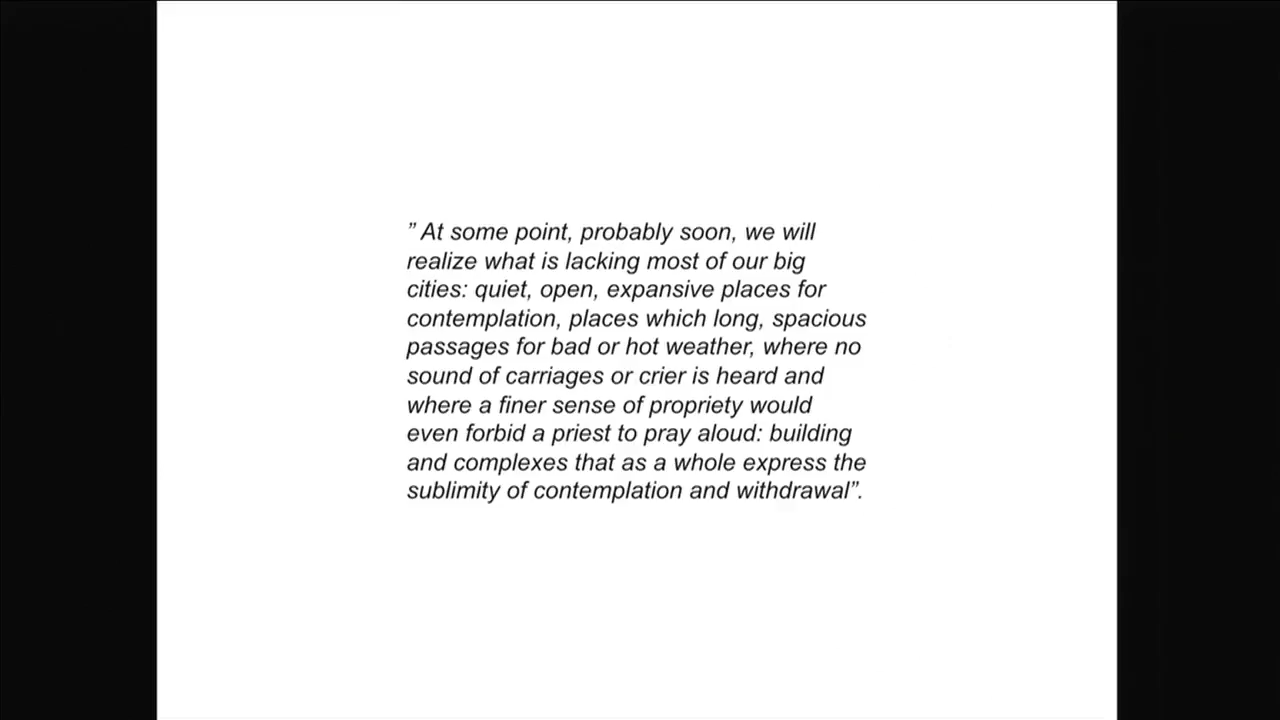 ” At some point, probably soon, we will
realize what is lacking most of our big
cities: quiet, open, expansive places for
contemplation, places which long, spacious
passages for bad or hot weather, where no
sound of carriages or crier is heard and
where a finer sense of propriety would
even forbid a priest to pray aloud: building
and complexes that as a whole express the
sublimity of contemplation and withdrawal”.